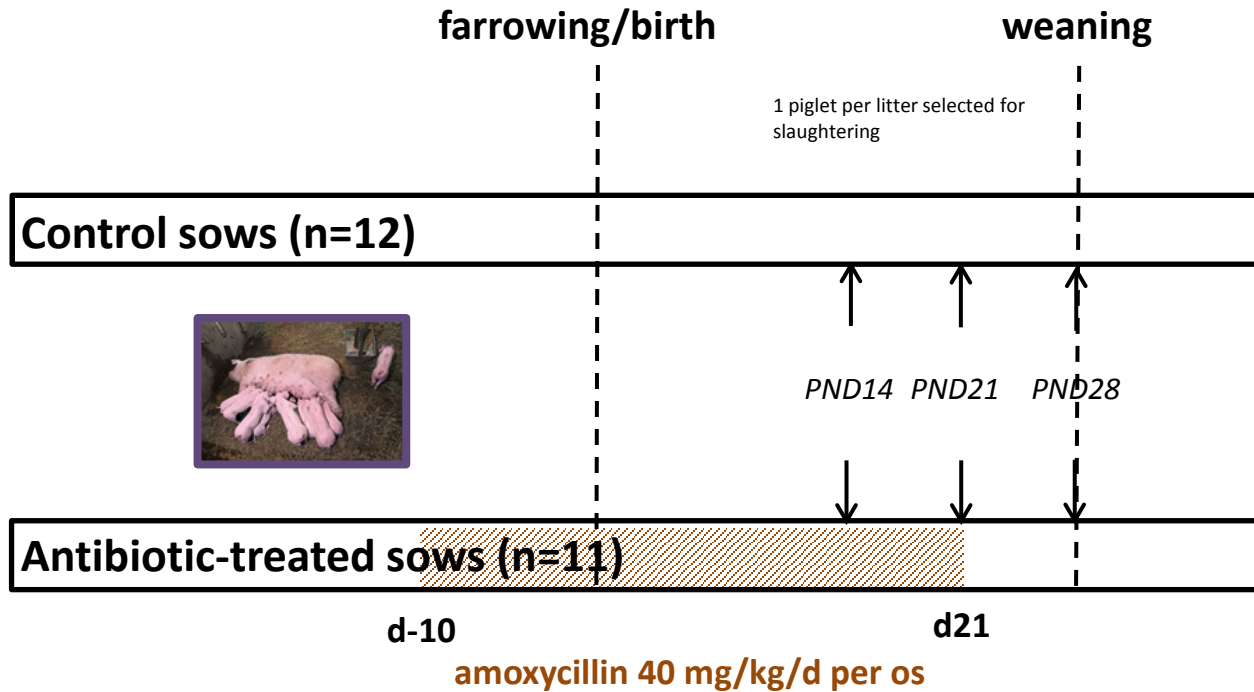 farrowing/birth
weaning
1 piglet per litter selected for
slaughtering
Control sows (n=12)
PND14
PND21
PND28
Antibiotic-treated sows (n=11)
d-10
d21
amoxycillin 40 mg/kg/d per os